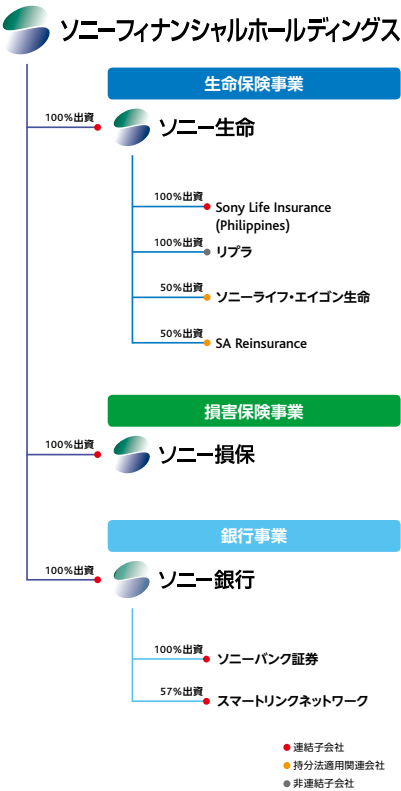 ソニーフィナンシャルホールディングス
生命保険事業
100%出資
ソニー生命
100%出資
Sony Life Insurance
(Philippines)
100%出資
リプラ
50%出資
ソニーライフ・エイゴン生命
50%出資
SA Reinsurance
損害保険事業
100%出資
ソニー損保
銀行事業
100%出資
ソニー銀行
100%出資
ソニーバンク証券
57%出資
スマートリンクネットワーク
連結子会社
持分法適用関連会社
非連結子会社